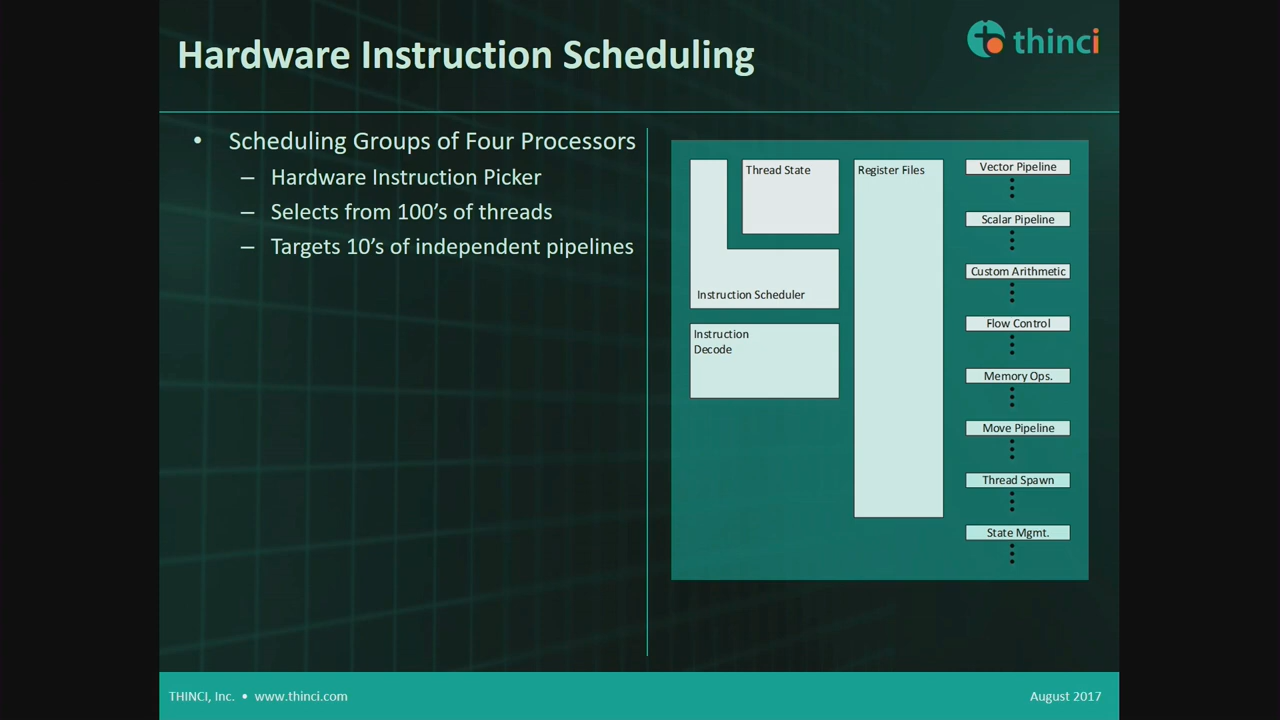 Hardware Instruction Scheduling
thinci
• Scheduling Groups of Four Processors
– Hardware Instruction Picker
– Selects from 100’s of threads
– Targets 10’s of independent pipelines
Thread State
Instruction Scheduler
Instruction
Decode
Register Files
Vector Pipeline
Scalar Pipeline
Custom Arithmetic
Flow Control
Memory Ops.
Move Pipeline
Thread Spawn
State Mgmt.
THINCI, Inc. • www.thinci.com
August 2017